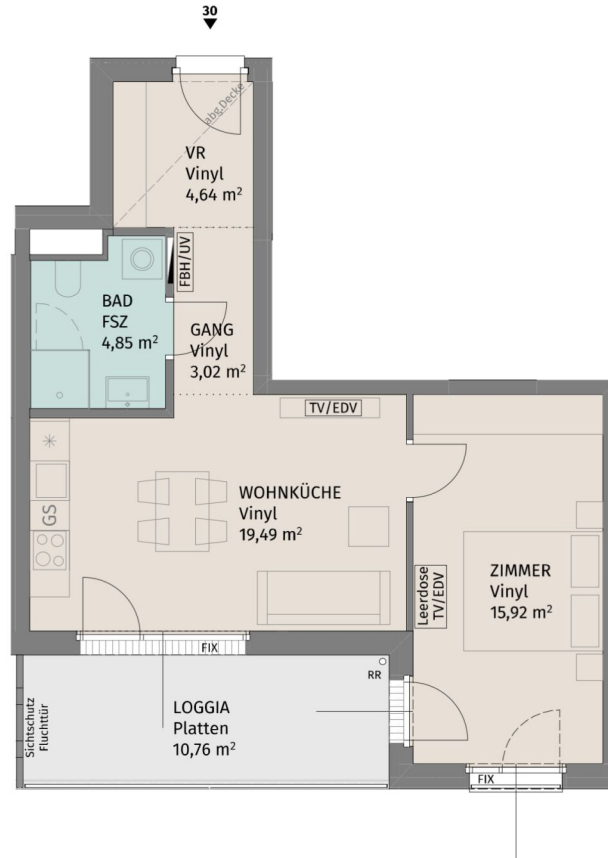 30
abg.Decke
VR
Vinyl
4,64 m²
FBH/UV
BAD
FSZ
4,85 m²
GANG
Vinyl
3,02 m²
TV/EDV
WOHNKÜCHE
Vinyl
19,49 m²
GS
Leerdose
TV/EDV
ZIMMER
Vinyl
15,92 m²
FIX
RR
Sichtschutz
Fluchttür
LOGGIA
Platten
10,76 m²
FIX